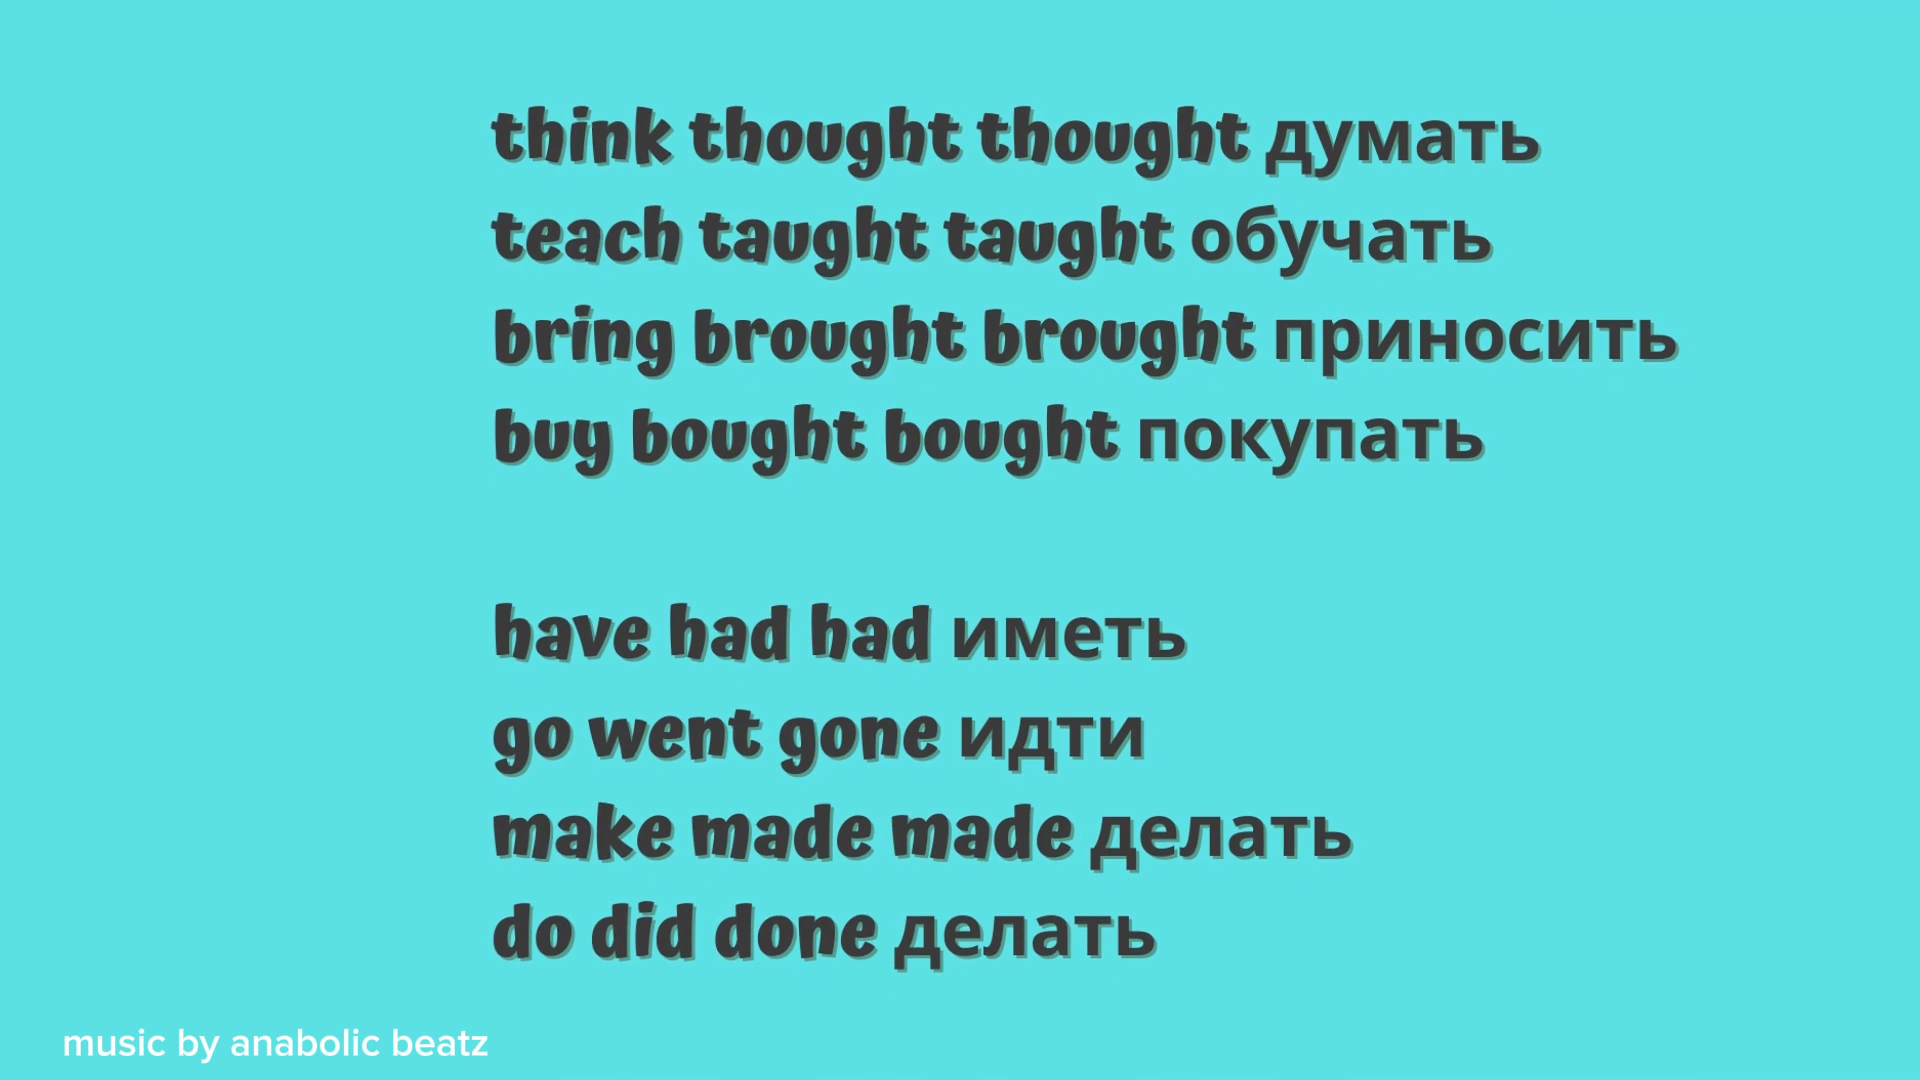 think thought thought думать
teach taught taught обучать
bring brought brought приносить
buy bought bought покупать
have had had иметь
go went gone идти
make made made делать
do did done делать
music by anabolic beatz